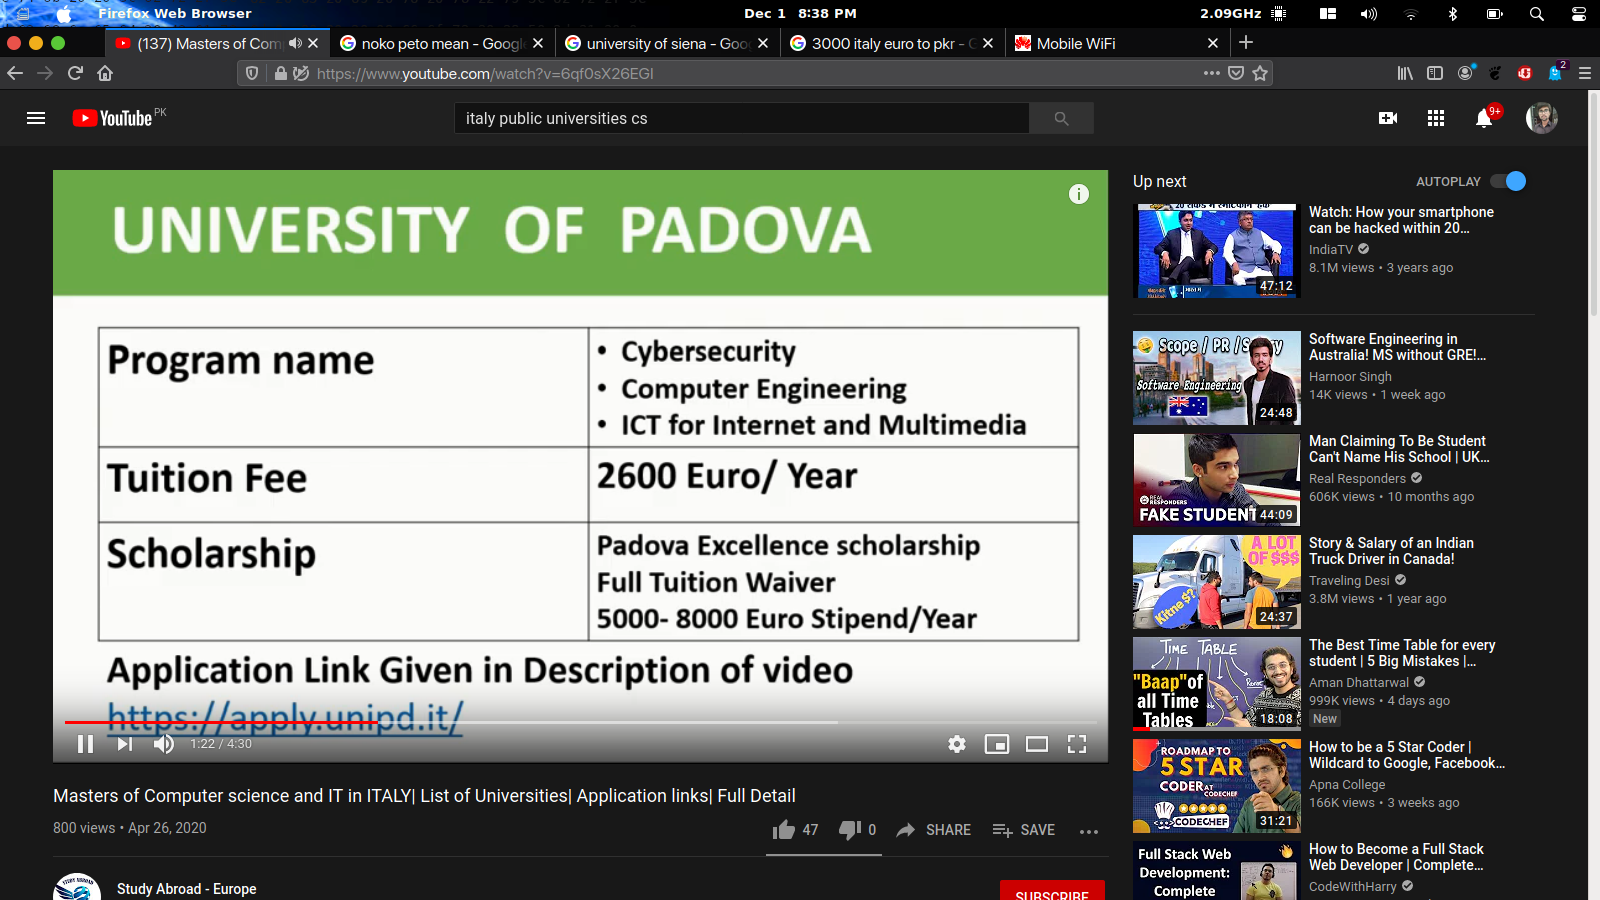 Firefox Web Browser
Dec 1 8:38 PM
2.09GHz
(137) Masters of Com
noko peto mean - Google
university of siena - Goo
3000 italy euro to pkr - G
Mobile WiFi
https://www.youtube.com/watch?v=6qf0sX26EGI
2
YouTube PK
italy public universities cs
9+
UNIVERSITY OF PADOVA
Program name
• Cybersecurity
• Computer Engineering
• ICT for Internet and Multimedia
Tuition Fee
2600 Euro/ Year
Scholarship
Padova Excellence scholarship
Full Tuition Waiver
5000- 8000 Euro Stipend/Year
Application Link Given in Description of video
https://apply.unipd.it/
1:22 / 4:30
Masters of Computer science and IT in ITALY| List of Universities| Application links| Full Detail
800 views • Apr 26, 2020
47
0
SHARE
SAVE
Study Abroad - Europe
SUBSCRIBE
Up next
AUTOPLAY
47:12
Watch: How your smartphone
can be hacked within 20...
IndiaTV
8.1M views • 3 years ago
Scope / PR / Salary
Software Engineering
24:48
Software Engineering in
Australia! MS without GRE!...
Harnoor Singh
14K views • 1 week ago
REAL RESPONDERS
FAKE STUDENT
44:09
Man Claiming To Be Student
Can't Name His School | UK...
Real Responders
606K views • 10 months ago
A LOT
OF $$$
Kitne $?
24:37
Story & Salary of an Indian
Truck Driver in Canada!
Traveling Desi
3.8M views • 1 year ago
TIME TABLE
"Baap" of
all Time
Tables
18:08
The Best Time Table for every
student | 5 Big Mistakes |...
Aman Dhattarwal
999K views • 4 days ago
New
ROADMAP TO
5 STAR
CODER AT CODECHEF
CODECHEF
31:21
How to be a 5 Star Coder |
Wildcard to Google, Facebook...
Apna College
166K views • 3 weeks ago
Full Stack Web
Development:
Complete
How to Become a Full Stack
Web Developer | Complete...
CodeWithHarry